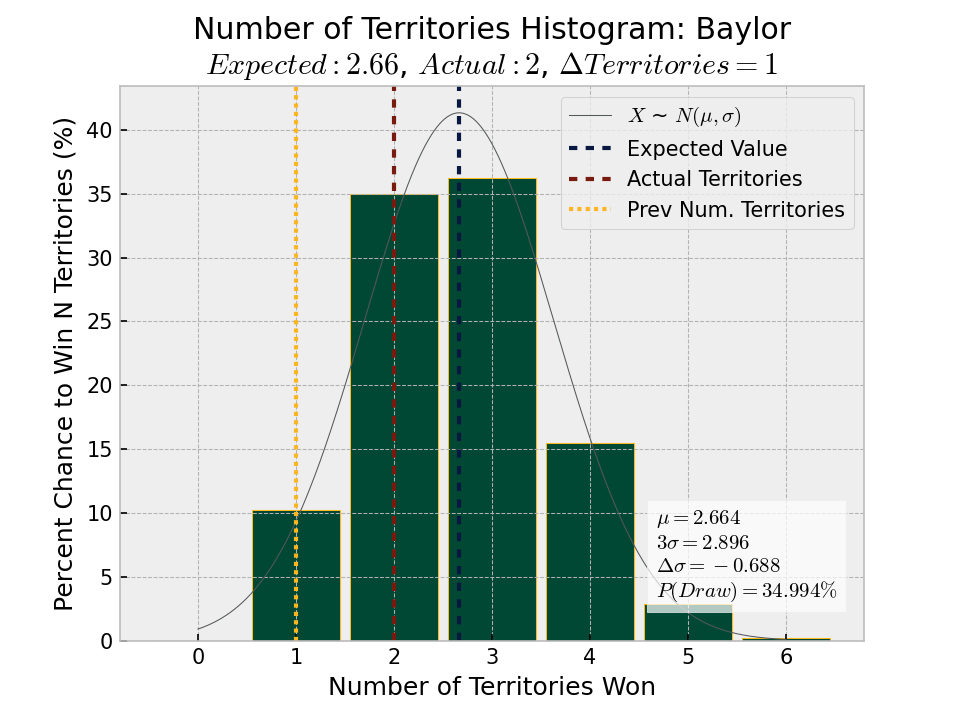 Number of Territories Histogram: Baylor
Expected : 2.66, Actual : 2, ΔTerritories = 1
X ~ N(μ, σ)
Expected Value
Actual Territories
Prev Num. Territories
Percent Chance to Win N Territories (%)
40
35
30
25
20
15
10
5
0
μ = 2.664
3σ = 2.896
Δσ = −0.688
P(Draw) = 34.994%
0 1 2 3 4 5 6
Number of Territories Won